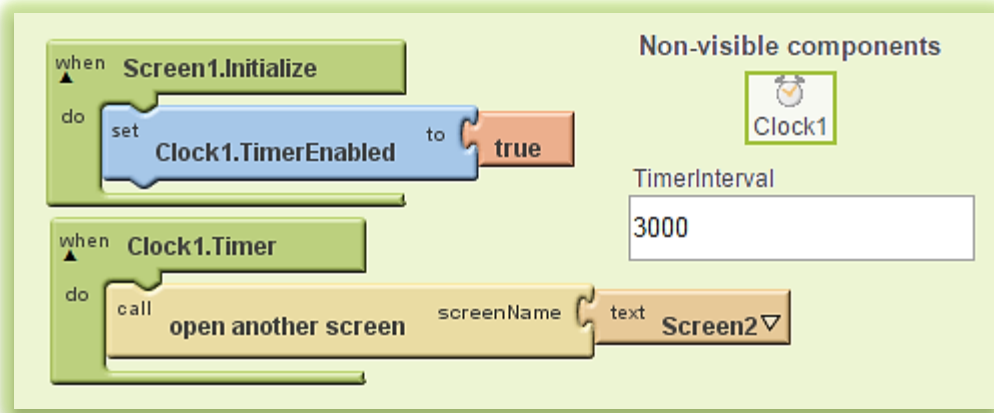 when Screen1.Initialize
do
set Clock1.TimerEnabled to true
when Clock1.Timer
do
call open another screen screenName text Screen2
Non-visible components
Clock1
TimerInterval
3000